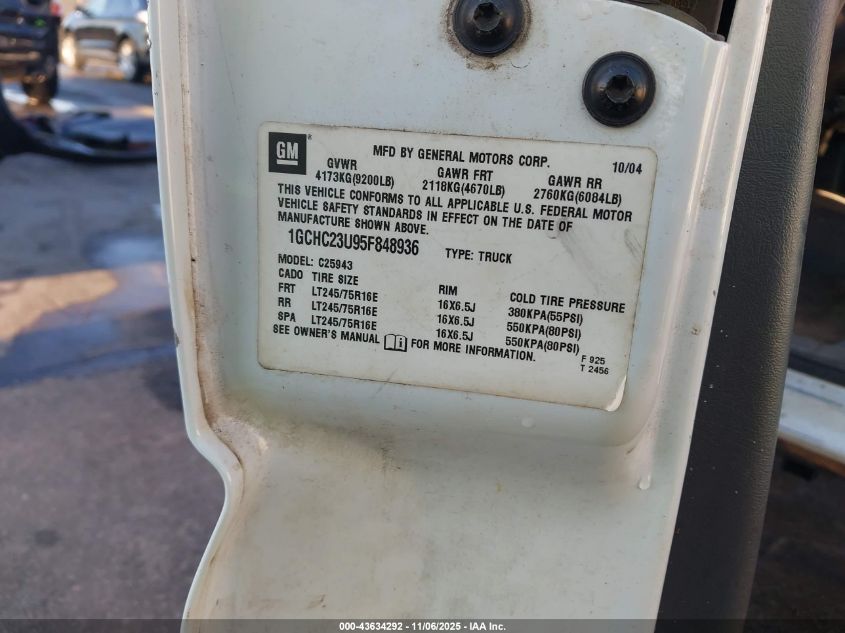 GM ®
MFD BY GENERAL MOTORS CORP. 10/04
GVWR GAWR FRT GAWR RR
4173KG(9200LB) 2118KG(4670LB) 2760KG(6084LB)
THIS VEHICLE CONFORMS TO ALL APPLICABLE U.S. FEDERAL MOTOR
VEHICLE SAFETY STANDARDS IN EFFECT ON THE DATE OF
MANUFACTURE SHOWN ABOVE.
1GCHC23U95F848936 TYPE: TRUCK
MODEL: C25943
CADO TIRE SIZE RIM COLD TIRE PRESSURE
FRT LT245/75R16E 16X6.5J 380KPA(55PSI)
RR LT245/75R16E 16X6.5J 550KPA(80PSI)
SPA LT245/75R16E 16X6.5J 550KPA(80PSI)
SEE OWNER'S MANUAL FOR MORE INFORMATION.
F 925
T 2456
000-43634292 - 11/06/2025 - IAA Inc.